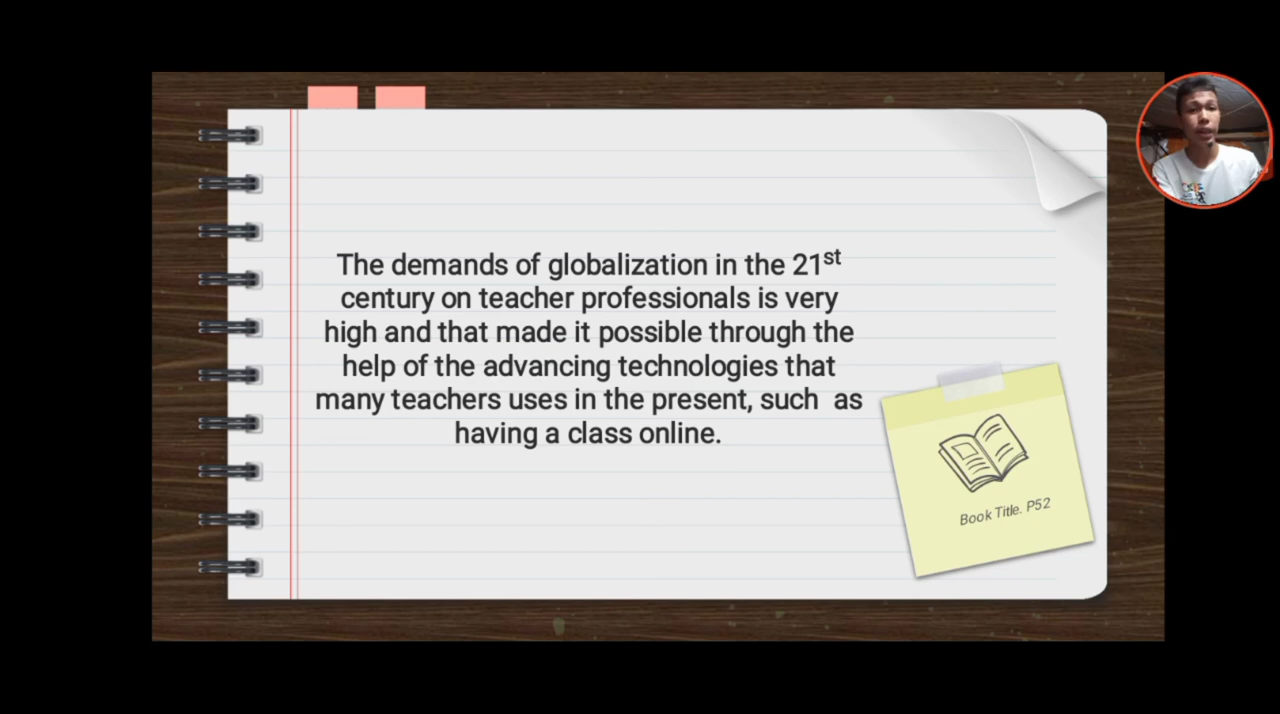 The demands of globalization in the 21st
century on teacher professionals is very
high and that made it possible through the
help of the advancing technologies that
many teachers uses in the present, such  as
having a class online.
Book Title. P52